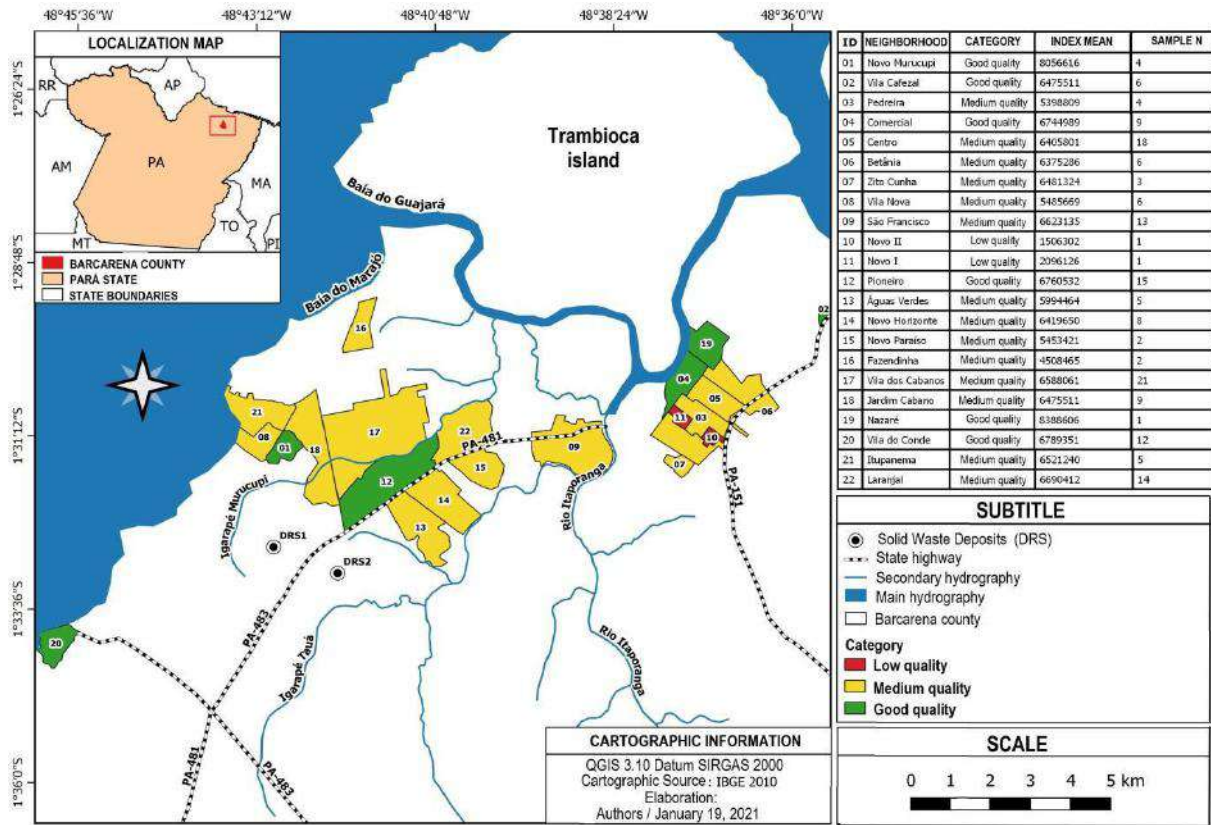 48°45'36"W 48°43'12"W 48°40'48"W 48°38'24"W 48°36'0"W
1°26'24"S
1°28'48"S
1°31'12"S
1°33'36"S
1°36'0"S
LOCALIZATION MAP
RR
AP
AM
PA
MA
TO
MT
PI
BARCARENA COUNTY
PARÁ STATE
STATE BOUNDARIES
Trambioca
island
Baía do Guajará
Baía do Marajó
16
21
08
01
18
17
12
22
15
14
13
09
19
04
05
03
11
10
06
07
02
20
PA-481
PA-151
Rio Itaporanga
Igarapé Murucupi
DRS1
DRS2
PA-483
Igarapé Tauá
Rio Itaporanga
PA-481
PA-483
CARTOGRAPHIC INFORMATION
QGIS 3.10 Datum SIRGAS 2000
Cartographic Source : IBGE 2010
Elaboration:
Authors / January 19, 2021
ID NEIGHBORHOOD CATEGORY INDEX MEAN SAMPLE N
01 Novo Murucupi Good quality 8056616 4
02 Vila Cafezal Good quality 6475511 6
03 Pedreira Medium quality 5398809 4
04 Comercial Good quality 6744989 9
05 Centro Medium quality 6405801 18
06 Betânia Medium quality 6375286 6
07 Zito Cunha Medium quality 6481324 3
08 Vila Nova Medium quality 5485669 6
09 São Francisco Medium quality 6623135 13
10 Novo II Low quality 1506302 1
11 Novo I Low quality 2096126 1
12 Pioneiro Good quality 6760532 15
13 Águas Verdes Medium quality 5994464 5
14 Novo Horizonte Medium quality 6419650 8
15 Novo Paraíso Medium quality 5453421 2
16 Fazendinha Medium quality 4508465 2
17 Vila dos Cabanos Medium quality 6588061 21
18 Jardim Cabano Medium quality 6475511 9
19 Nazaré Good quality 8388606 1
20 Vila do Conde Good quality 6789351 12
21 Itupanema Medium quality 6521240 5
22 Laranjal Medium quality 6690412 14
SUBTITLE
Solid Waste Deposits (DRS)
State highway
Secondary hydrography
Main hydrography
Barcarena county
Category
Low quality
Medium quality
Good quality
SCALE
0 1 2 3 4 5 km